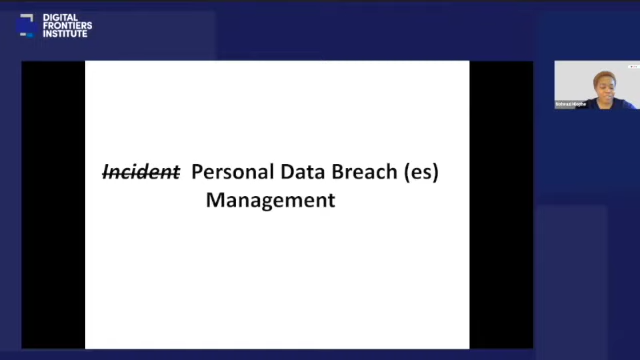 DIGITAL
FRONTIERS
INSTITUTE
Incident Personal Data Breach (es)
Management